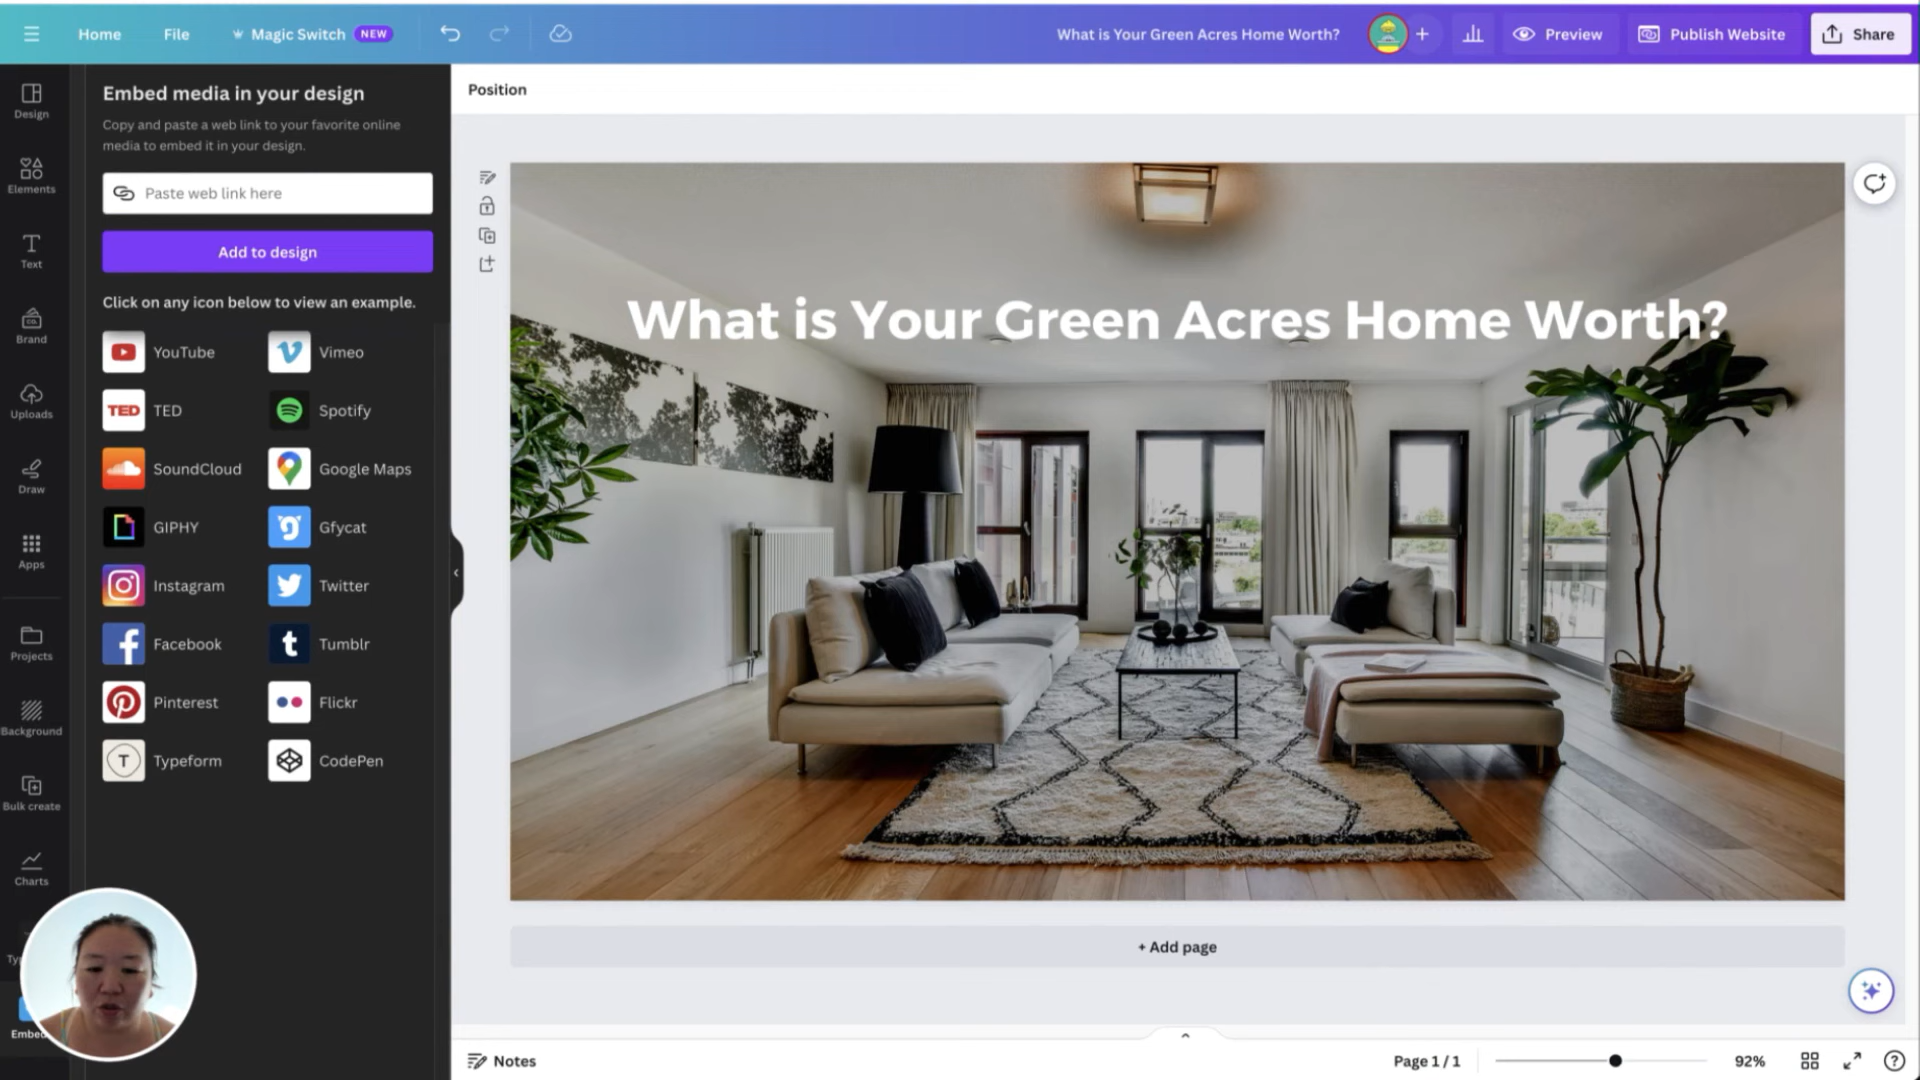 Home
File
Magic Switch
NEW
What is Your Green Acres Home Worth?
Preview
Publish Website
Share
Design
Elements
Text
Brand
Uploads
Draw
Apps
Projects
Background
Bulk create
Charts
Embed media in your design
Copy and paste a web link to your favorite online
media to embed it in your design.
Paste web link here
Add to design
Click on any icon below to view an example.
YouTube
Vimeo
TED TED
Spotify
SoundCloud
Google Maps
GIPHY
Gfycat
Instagram
Twitter
Facebook
Tumblr
Pinterest
Flickr
T Typeform
CodePen
Position
What is Your Green Acres Home Worth?
+ Add page
Notes
Page 1 / 1
92%